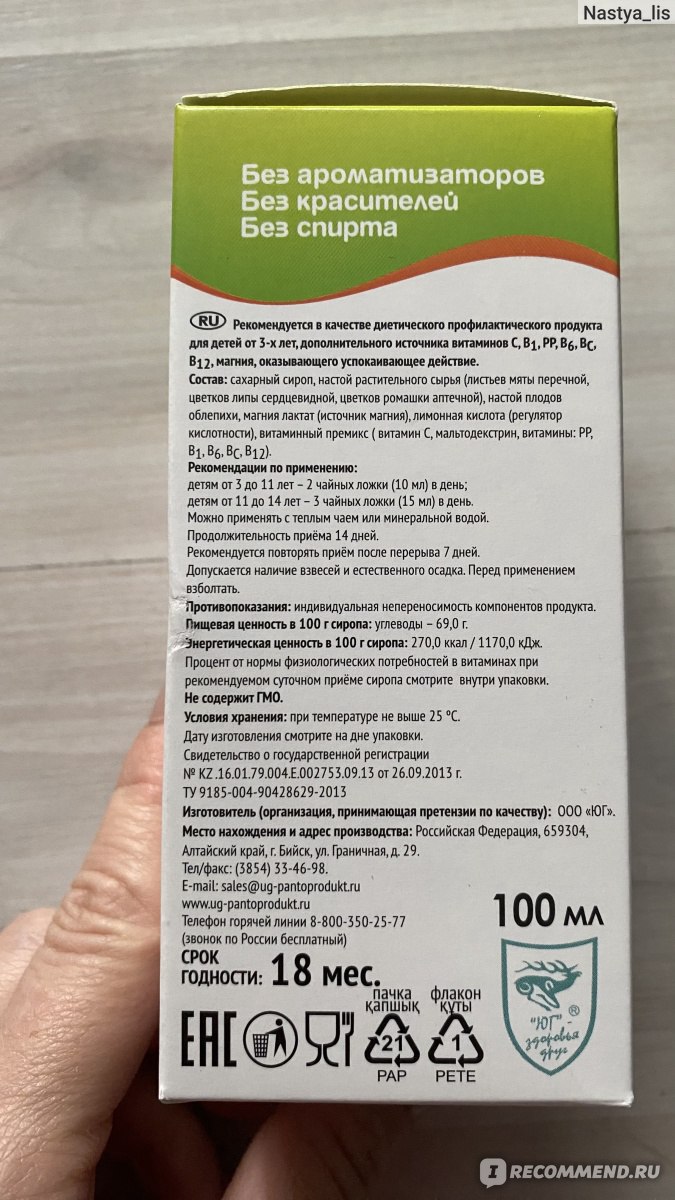 Nastya_lis
Без ароматизаторов
Без красителей
Без спирта
RU Рекомендуется в качестве диетического профилактического продукта
для детей от 3-х лет, дополнительного источника витаминов С, В1, РР, В6, Вс,
В12, магния, оказывающего успокаивающее действие.
Состав: сахарный сироп, настой растительного сырья (листьев мяты перечной,
цветков липы сердцевидной, цветков ромашки аптечной), настой плодов
облепихи, магния лактат (источник магния), лимонная кислота (регулятор
кислотности), витаминный премикс ( витамин С, мальтодекстрин, витамины: РР,
В1, В6, Вс, В12).
Рекомендации по применению:
детям от 3 до 11 лет – 2 чайных ложки (10 мл) в день;
детям от 11 до 14 лет – 3 чайных ложки (15 мл) в день.
Можно применять с теплым чаем или минеральной водой.
Продолжительность приёма 14 дней.
Рекомендуется повторять приём после перерыва 7 дней.
Допускается наличие взвесей и естественного осадка. Перед применением
взболтать.
Противопоказания: индивидуальная непереносимость компонентов продукта.
Пищевая ценность в 100 г сиропа: углеводы – 69,0 г.
Энергетическая ценность в 100 г сиропа: 270,0 ккал / 1170,0 кДж.
Процент от нормы физиологических потребностей в витаминах при
рекомендуемом суточном приёме сиропа смотрите внутри упаковки.
Не содержит ГМО.
Условия хранения: при температуре не выше 25 °С.
Дату изготовления смотрите на дне упаковки.
Свидетельство о государственной регистрации
№ KZ .16.01.79.004.Е.002753.09.13 от 26.09.2013 г.
ТУ 9185-004-90428629-2013
Изготовитель (организация, принимающая претензии по качеству): ООО «ЮГ».
Место нахождения и адрес производства: Российская Федерация, 659304,
Алтайский край, г. Бийск, ул. Граничная, д. 29.
Тел/факс: (3854) 33-46-98.
E-mail: sales@ug-pantoprodukt.ru
www.ug-pantoprodukt.ru
Телефон горячей линии 8-800-350-25-77
(звонок по России бесплатный)
100 мл
СРОК
ГОДНОСТИ: 18 мес.
пачка флакон
қапшық құты
EAC 21 1
PAP PETE
"ЮГ" - ®
здоровья
друг
IRECOMMEND.RU